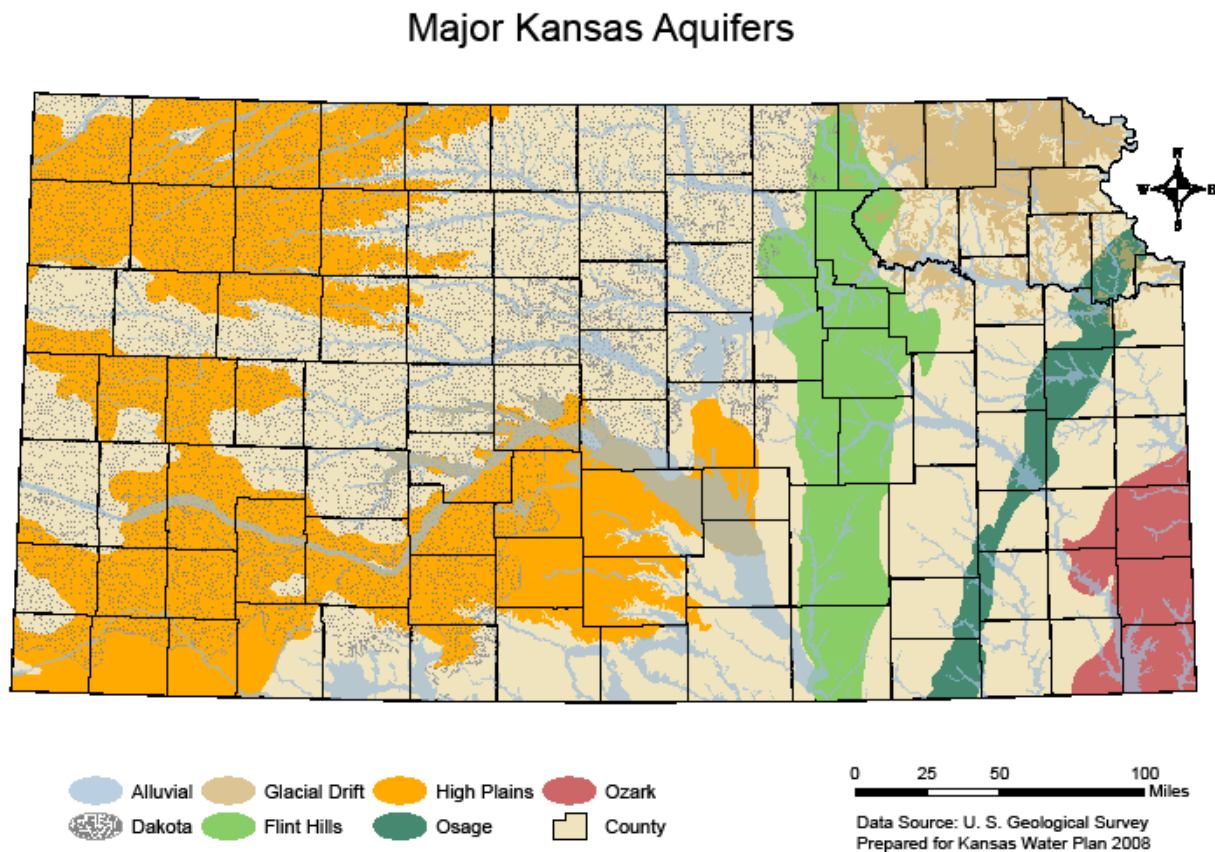 Major Kansas Aquifers
N
W E
S
Alluvial Glacial Drift High Plains Ozark
Dakota Flint Hills Osage County
0 25 50 100
Miles
Data Source: U. S. Geological Survey
Prepared for Kansas Water Plan 2008